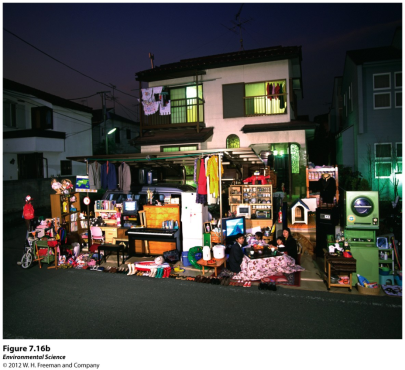 Figure 7.16b
Environmental Science
© 2012 W. H. Freeman and Company